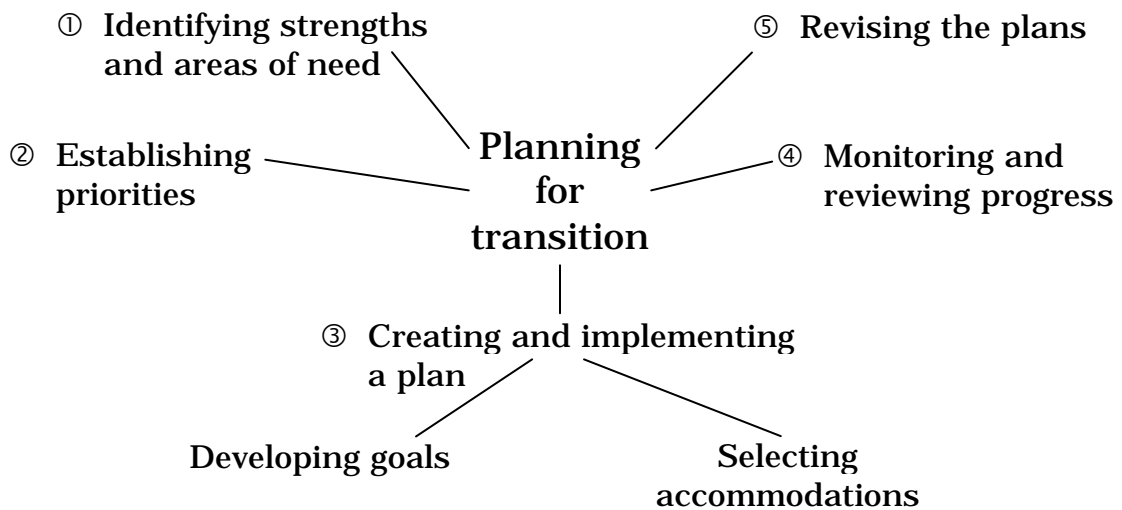 ① Identifying strengths
and areas of need
② Establishing
priorities
Planning
for
transition
③ Creating and implementing
a plan
Developing goals
Selecting
accommodations
④ Monitoring and
reviewing progress
⑤ Revising the plans